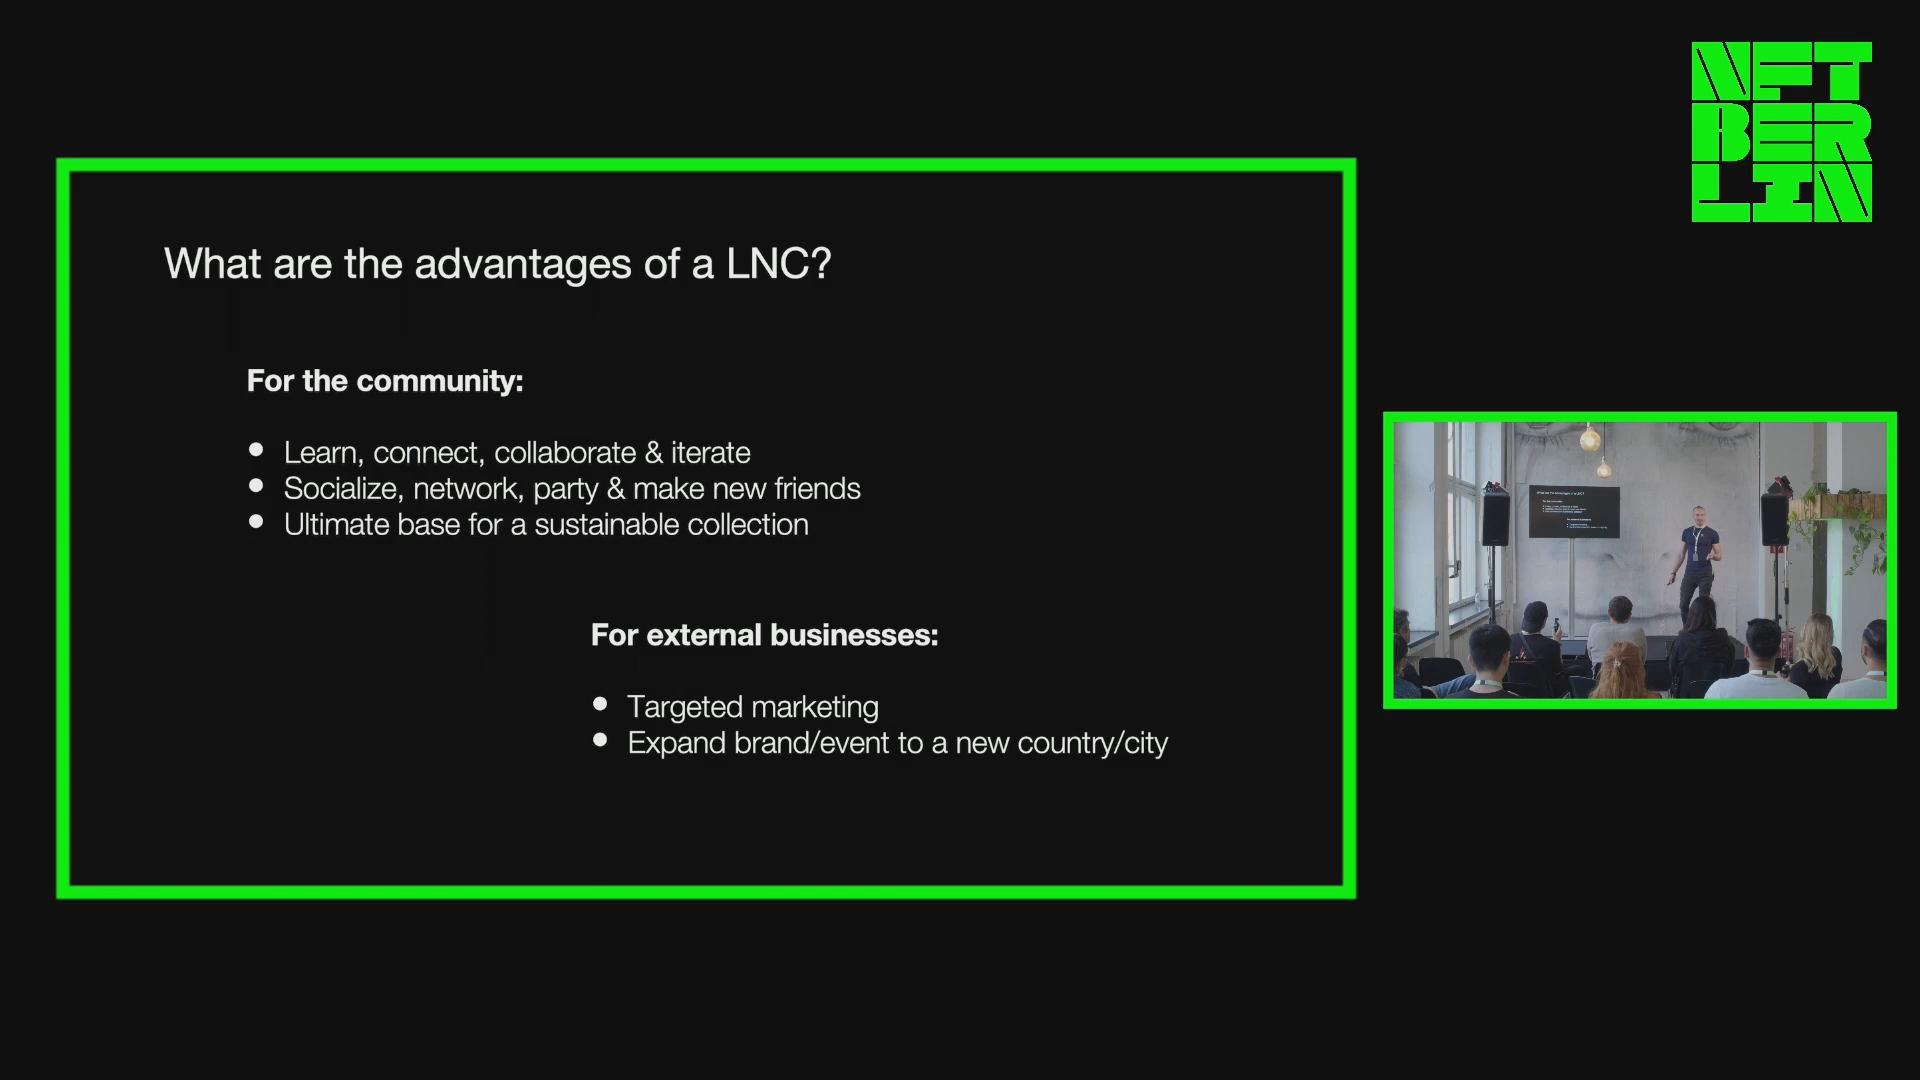 NFT
BER
LIN
What are the advantages of a LNC?
For the community:
Learn, connect, collaborate & iterate
Socialize, network, party & make new friends
Ultimate base for a sustainable collection
For external businesses:
Targeted marketing
Expand brand/event to a new country/city